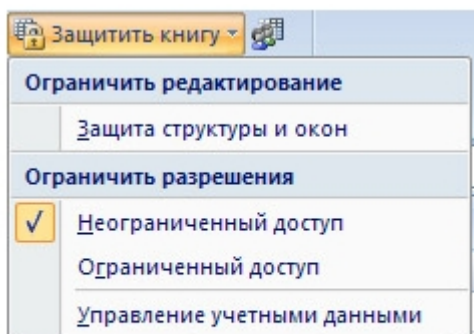 Защитить книгу
Ограничить редактирование
Защита структуры и окон
Ограничить разрешения
Неограниченный доступ
Ограниченный доступ
Управление учетными данными